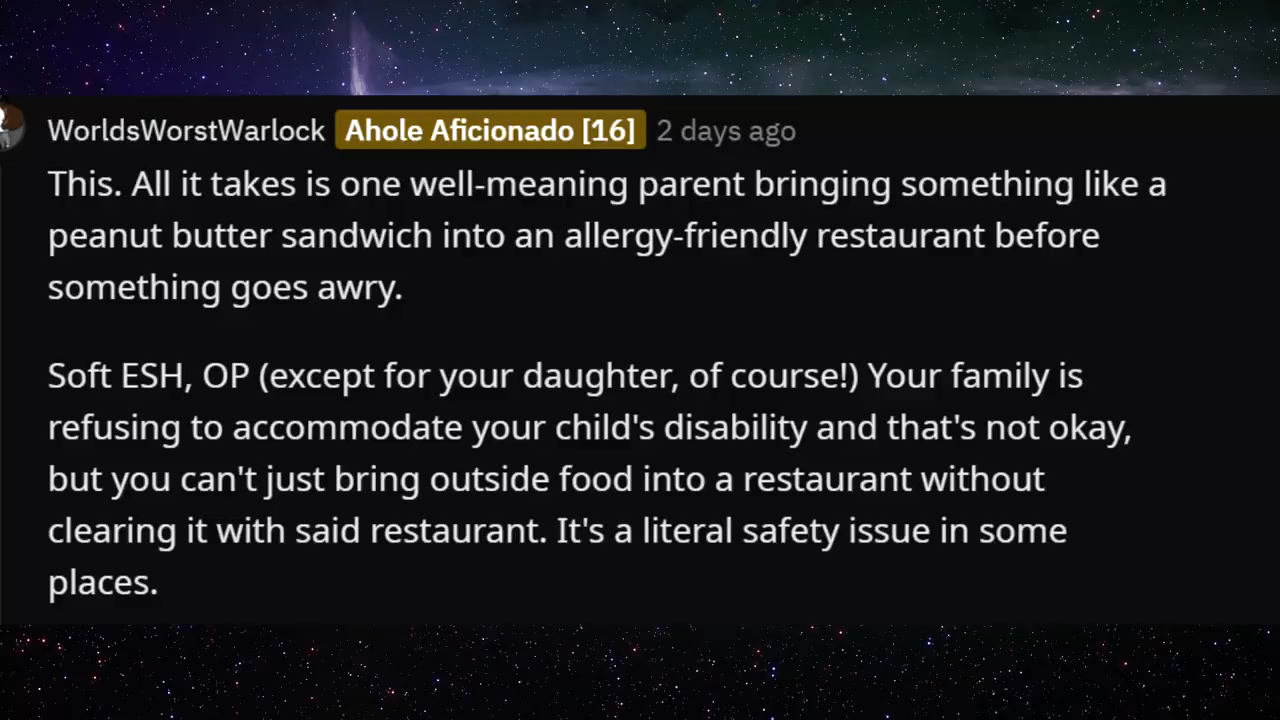 WorldsWorstWarlock Ahole Aficionado [16] 2 days ago
This. All it takes is one well-meaning parent bringing something like a
peanut butter sandwich into an allergy-friendly restaurant before
something goes awry.
Soft ESH, OP (except for your daughter, of course!) Your family is
refusing to accommodate your child's disability and that's not okay,
but you can't just bring outside food into a restaurant without
clearing it with said restaurant. It's a literal safety issue in some
places.